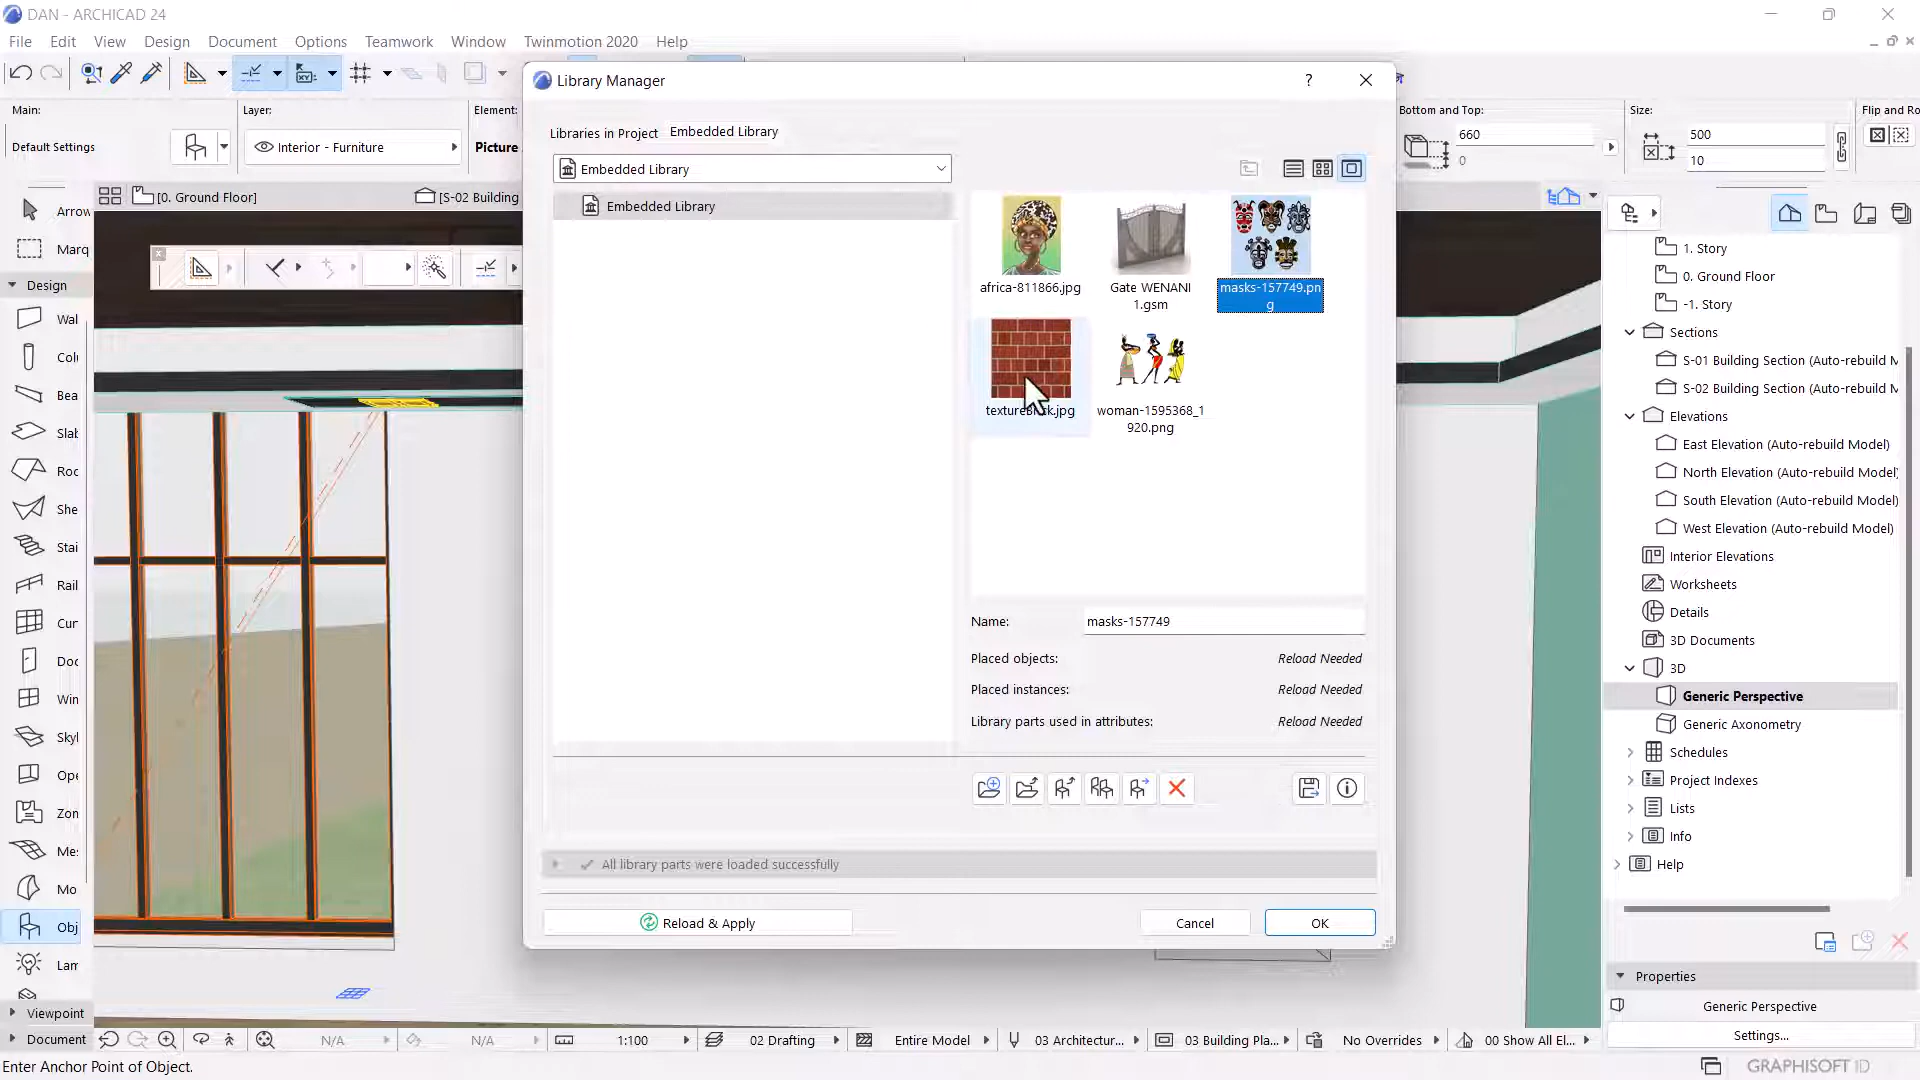 DAN - ARCHICAD 24
File Edit View Design Document Options Teamwork Window Twinmotion 2020 Help
Main:
Default Settings
Layer:
Interior - Furniture
Element:
Picture
Bottom and Top:
660
0
Size:
500
10
Flip and Ro
[0. Ground Floor]
[S-02 Building
Arrow
Marq
Design
Wal
Colu
Bea
Slab
Roo
She
Stai
Rail
Cur
Doo
Win
Skyl
Ope
Zon
Me
Mo
Obj
Lam
Viewpoint
Document
Library Manager
?
Libraries in Project
Embedded Library
Embedded Library
Embedded Library
africa-811866.jpg
Gate WENANI
1.gsm
masks-157749.pn
g
woman-1595368_1
920.png
Name:
masks-157749
Placed objects:
Reload Needed
Placed instances:
Reload Needed
Library parts used in attributes:
Reload Needed
All library parts were loaded successfully
Reload & Apply
Cancel
OK
1. Story
0. Ground Floor
-1. Story
Sections
S-01 Building Section (Auto-rebuild M
S-02 Building Section (Auto-rebuild M
Elevations
East Elevation (Auto-rebuild Model)
North Elevation (Auto-rebuild Model)
South Elevation (Auto-rebuild Model)
West Elevation (Auto-rebuild Model)
Interior Elevations
Worksheets
Details
3D Documents
3D
Generic Perspective
Generic Axonometry
Schedules
Project Indexes
Lists
Info
Help
Properties
Generic Perspective
Settings...
N/A
N/A
1:100
02 Drafting
Entire Model
03 Architectur...
03 Building Pla...
No Overrides
00 Show All El...
Enter Anchor Point of Object.
GRAPHISOFT ID